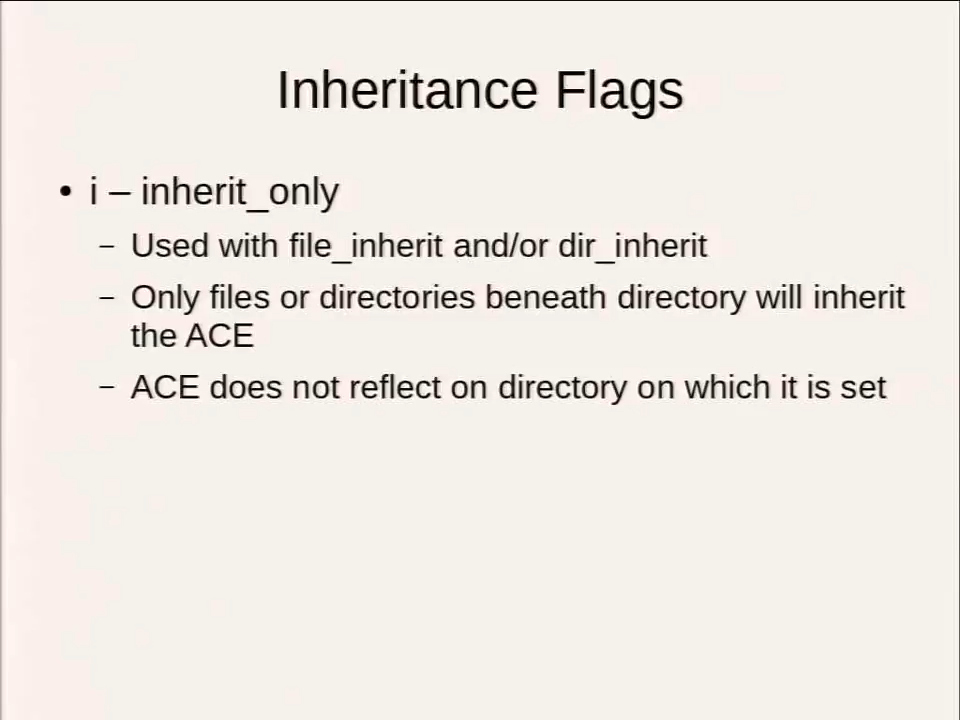 Inheritance Flags
• i – inherit_only
– Used with file_inherit and/or dir_inherit
– Only files or directories beneath directory will inherit
the ACE
– ACE does not reflect on directory on which it is set